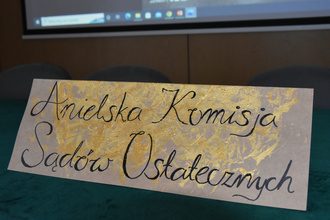 Anielska Komisja
Sądów Ostatecznych